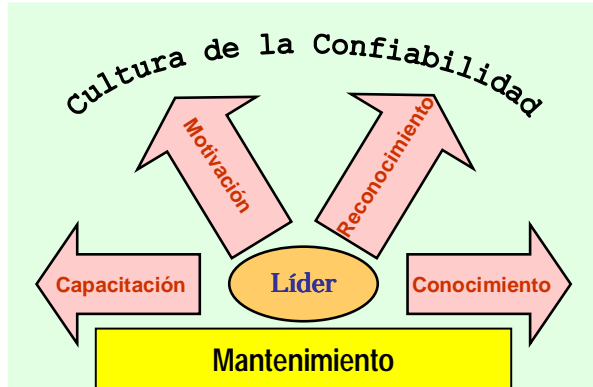 Cultura de la Confiabilidad
Motivación
Reconocimiento
Capacitación
Líder
Conocimiento
Mantenimiento